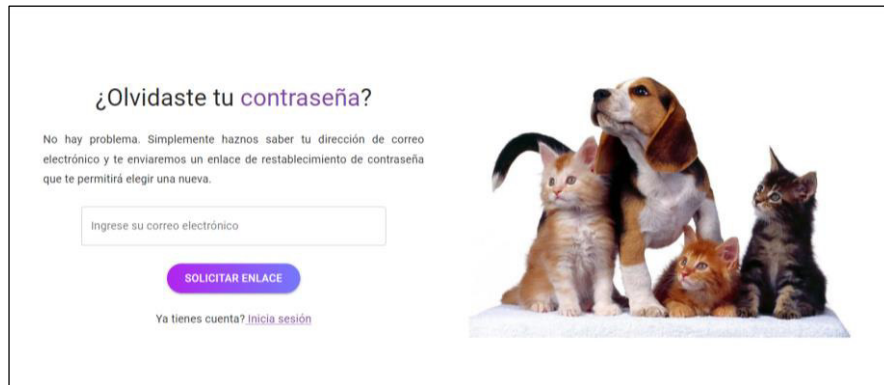 ¿Olvidaste tu contraseña?
No hay problema. Simplemente haznos saber tu dirección de correo
electrónico y te enviaremos un enlace de restablecimiento de contraseña
que te permitirá elegir una nueva.
Ingrese su correo electrónico
SOLICITAR ENLACE
Ya tienes cuenta? Inicia sesión